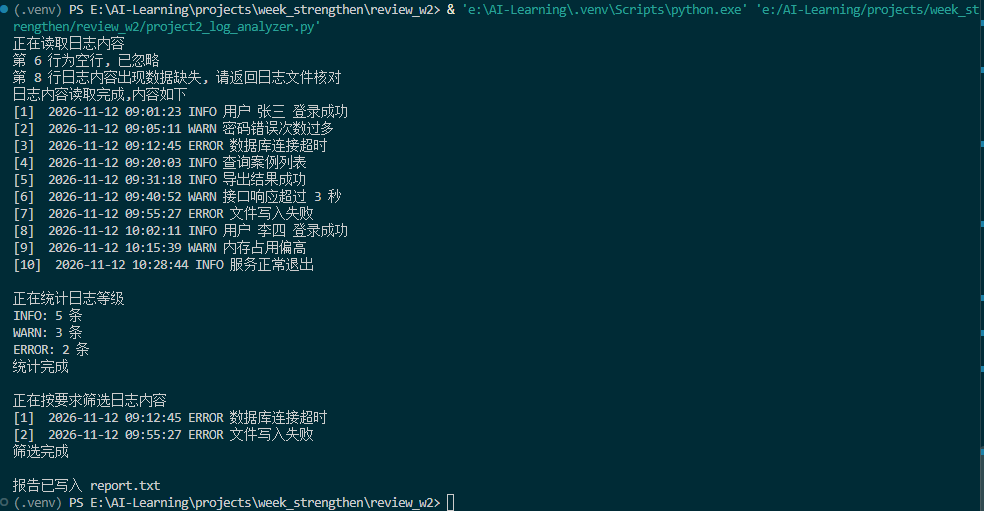 (.venv) PS E:\AI-Learning\projects\week_strengthen\review_w2> & 'e:\AI-Learning\.venv\Scripts\python.exe' 'e:/AI-Learning/projects/week_st
rengthen/review_w2/project2_log_analyzer.py'
正在读取日志内容
第 6 行为空行, 已忽略
第 8 行日志内容出现数据缺失, 请返回日志文件核对
日志内容读取完成,内容如下
[1]  2026-11-12 09:01:23 INFO 用户 张三 登录成功
[2]  2026-11-12 09:05:11 WARN 密码错误次数过多
[3]  2026-11-12 09:12:45 ERROR 数据库连接超时
[4]  2026-11-12 09:20:03 INFO 查询案例列表
[5]  2026-11-12 09:31:18 INFO 导出结果成功
[6]  2026-11-12 09:40:52 WARN 接口响应超过 3 秒
[7]  2026-11-12 09:55:27 ERROR 文件写入失败
[8]  2026-11-12 10:02:11 INFO 用户 李四 登录成功
[9]  2026-11-12 10:15:39 WARN 内存占用偏高
[10]  2026-11-12 10:28:44 INFO 服务正常退出
正在统计日志等级
INFO: 5 条
WARN: 3 条
ERROR: 2 条
统计完成
正在按要求筛选日志内容
[1]  2026-11-12 09:12:45 ERROR 数据库连接超时
[2]  2026-11-12 09:55:27 ERROR 文件写入失败
筛选完成
报告已写入 report.txt
(.venv) PS E:\AI-Learning\projects\week_strengthen\review_w2>